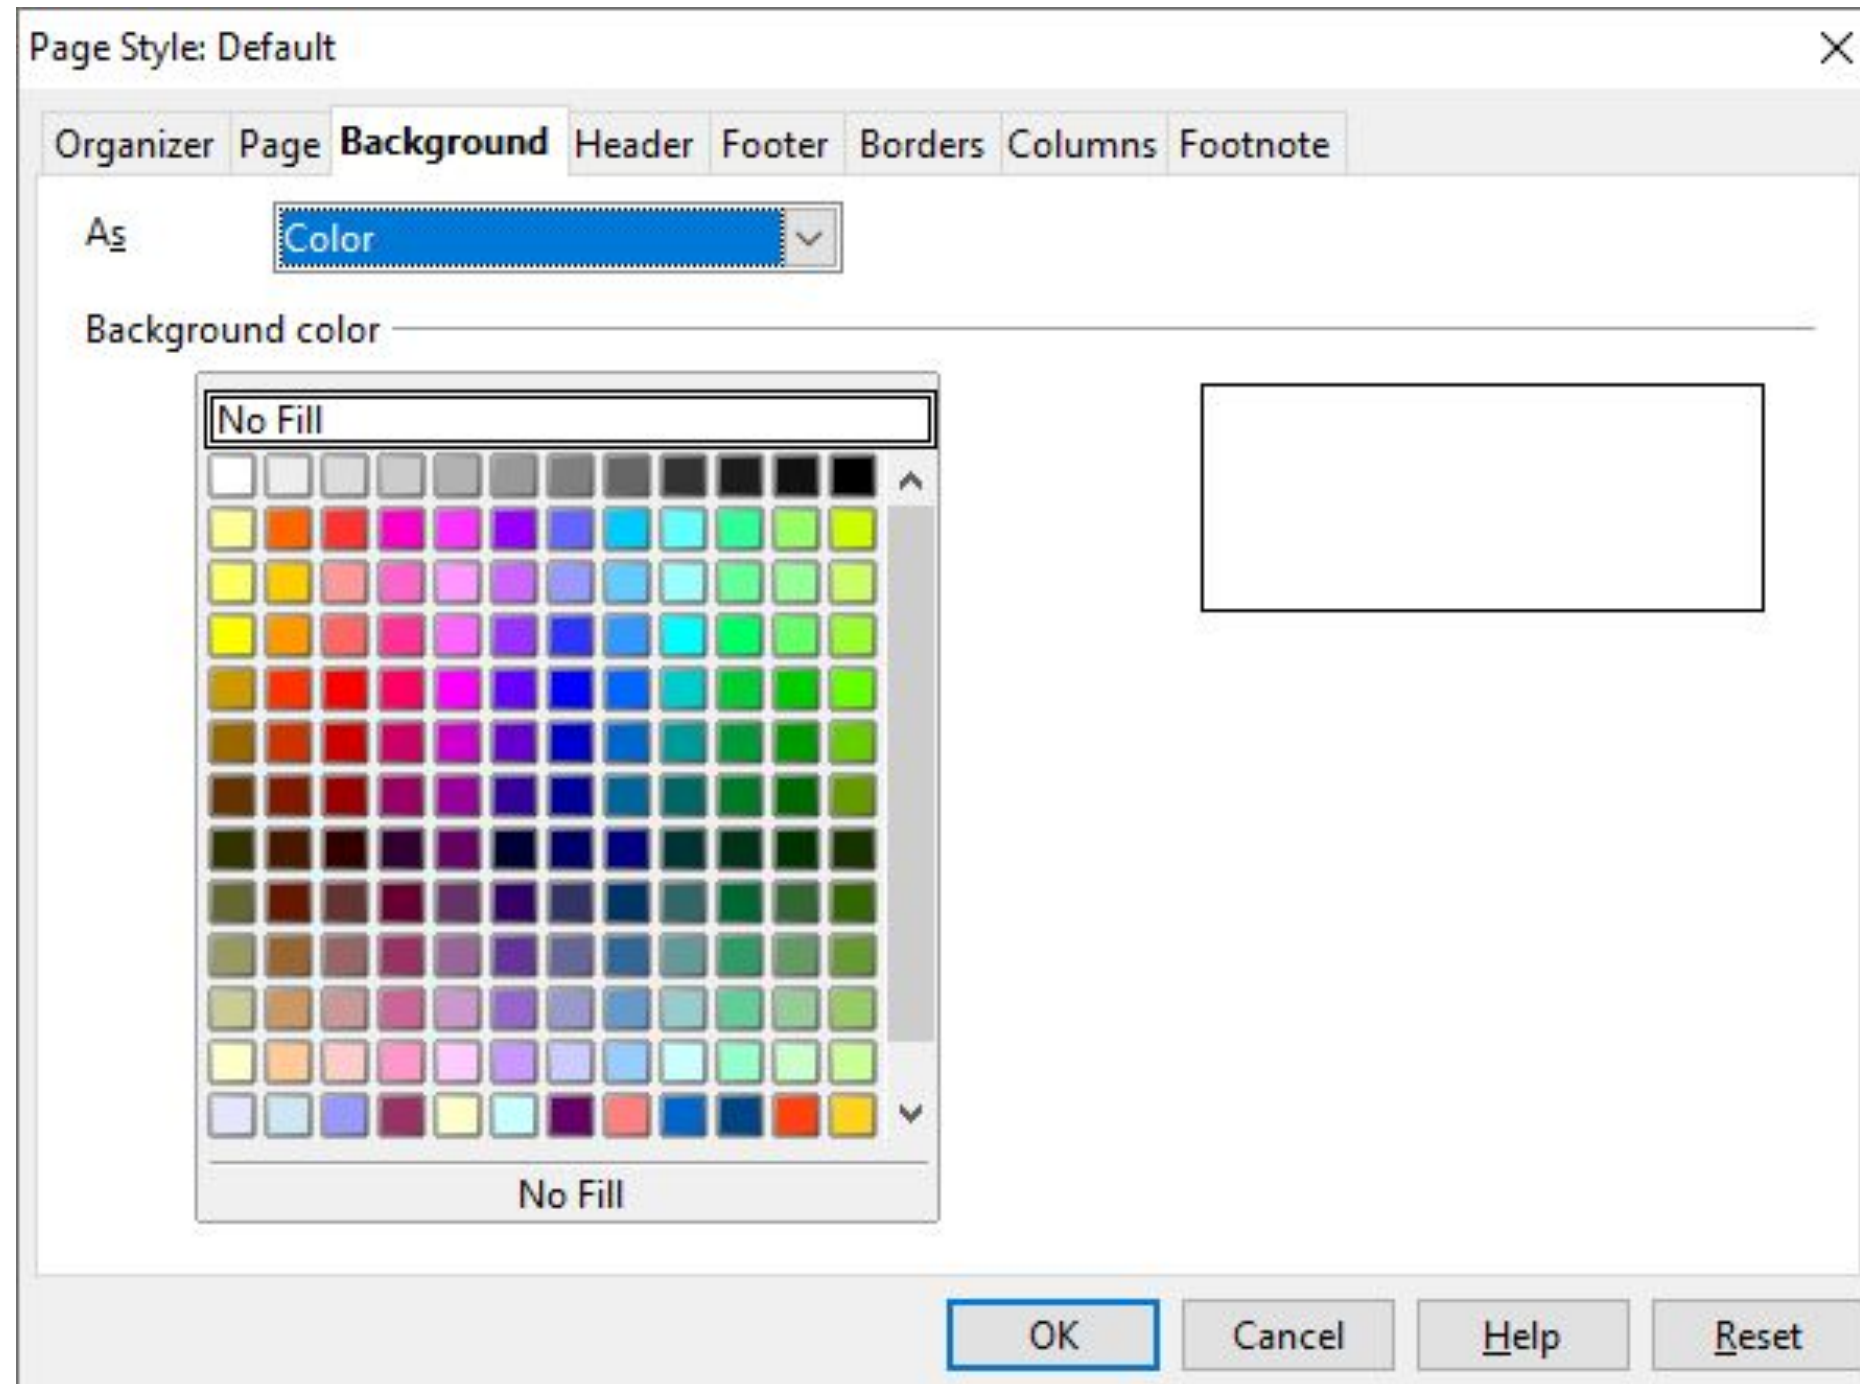 Page Style: Default
Organizer Page Background Header Footer Borders Columns Footnote
As Color
Background color
No Fill
No Fill
OK Cancel Help Reset